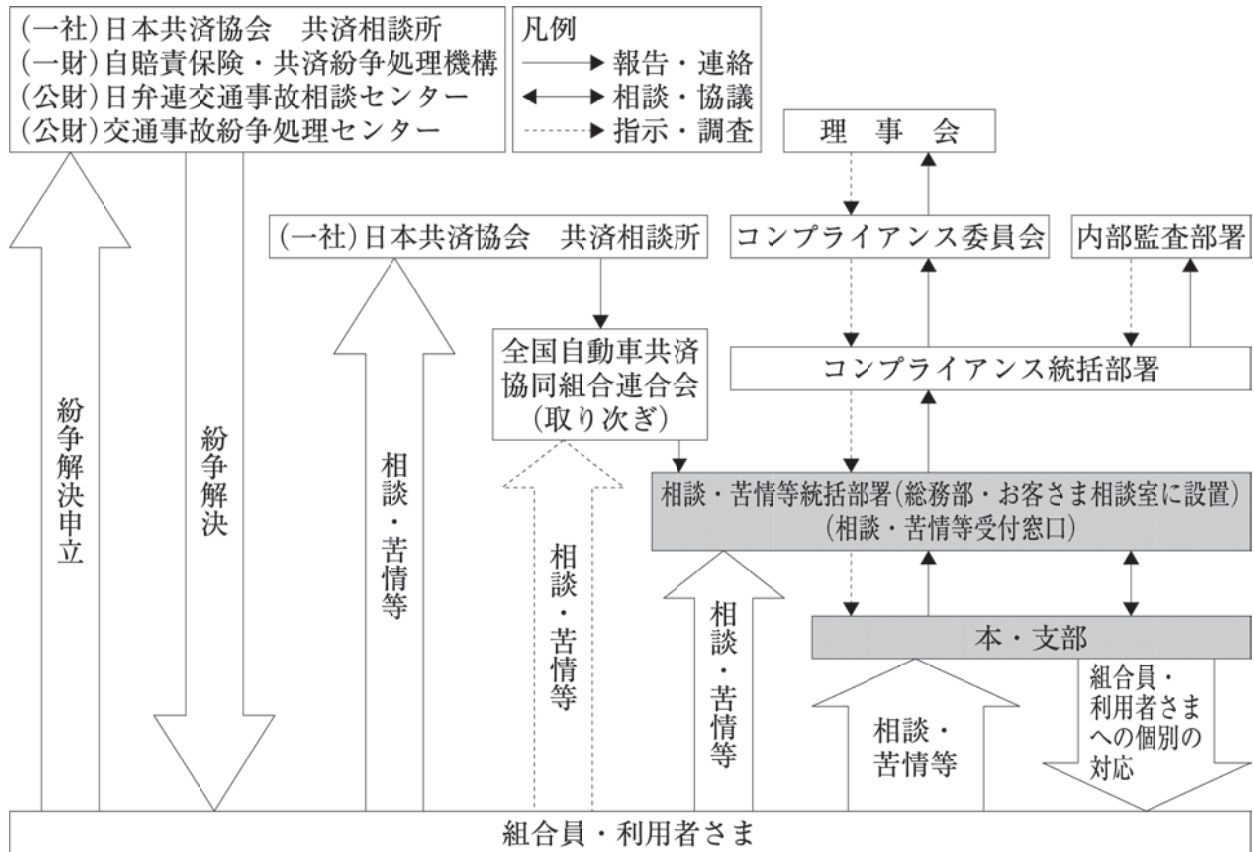 (一社)日本共済協会　共済相談所
(一財)自賠責保険・共済紛争処理機構
(公財)日弁連交通事故相談センター
(公財)交通事故紛争処理センター
凡例
報告・連絡
相談・協議
指示・調査
理　事　会
(一社)日本共済協会　共済相談所
コンプライアンス委員会
内部監査部署
全国自動車共済
協同組合連合会
(取り次ぎ)
コンプライアンス統括部署
紛争解決申立
紛争解決
相談・苦情等
相談・苦情等
相談・苦情等統括部署(総務部・お客さま相談室に設置)
(相談・苦情等受付窓口)
相談・苦情等
本・支部
相談・
苦情等
組合員・
利用者さま
への個別の
対応
組合員・利用者さま